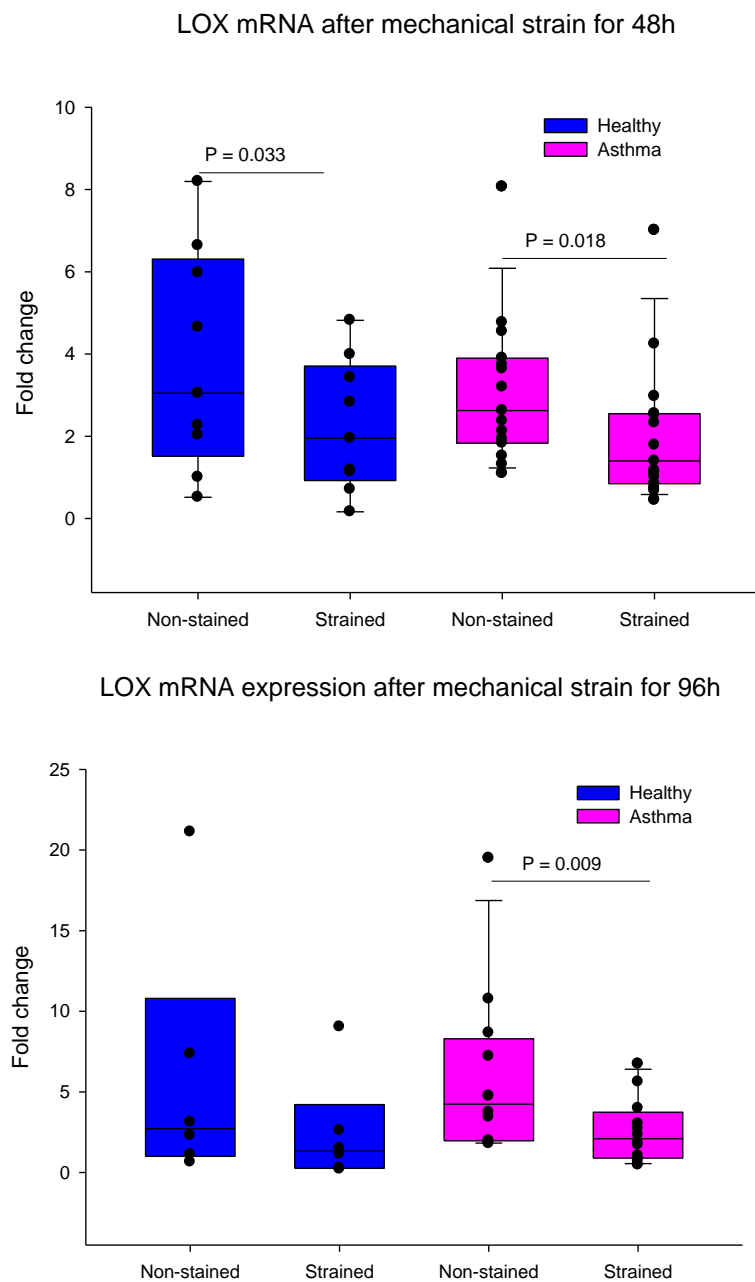 LOX mRNA after mechanical strain for 48h
10
8
6
4
2
0
Fold change
Healthy
Asthma
P = 0.033
P = 0.018
Non-stained Strained Non-stained Strained
LOX mRNA expression after mechanical strain for 96h
25
20
15
10
5
0
Fold change
Healthy
Asthma
P = 0.009
Non-stained Strained Non-stained Strained